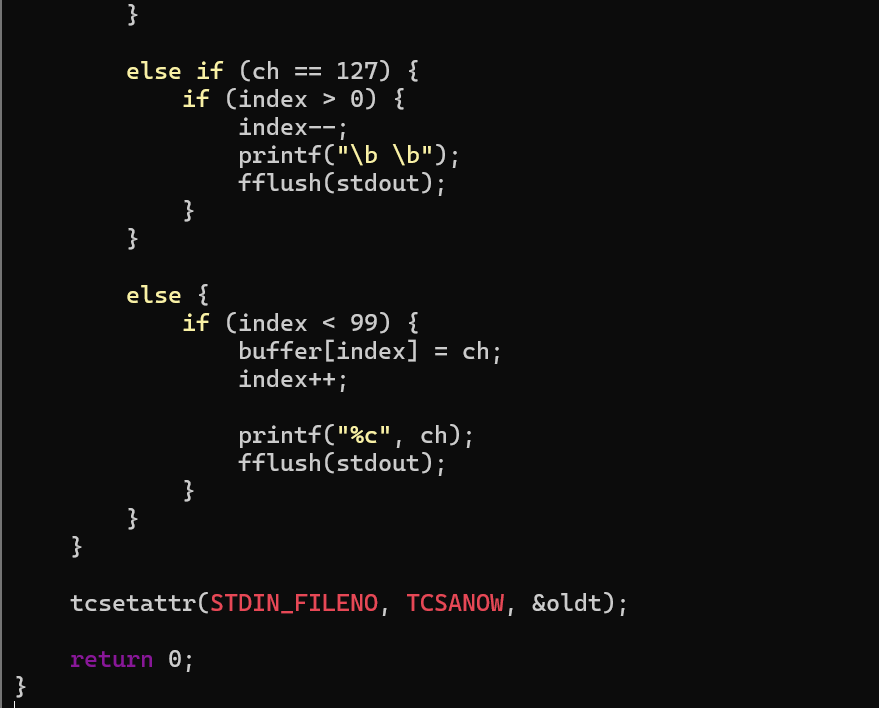 }

        else if (ch == 127) {
            if (index > 0) {
                index--;
                printf("\b \b");
                fflush(stdout);
            }
        }

        else {
            if (index < 99) {
                buffer[index] = ch;
                index++;

                printf("%c", ch);
                fflush(stdout);
            }
        }
    }

    tcsetattr(STDIN_FILENO, TCSANOW, &oldt);

    return 0;
}